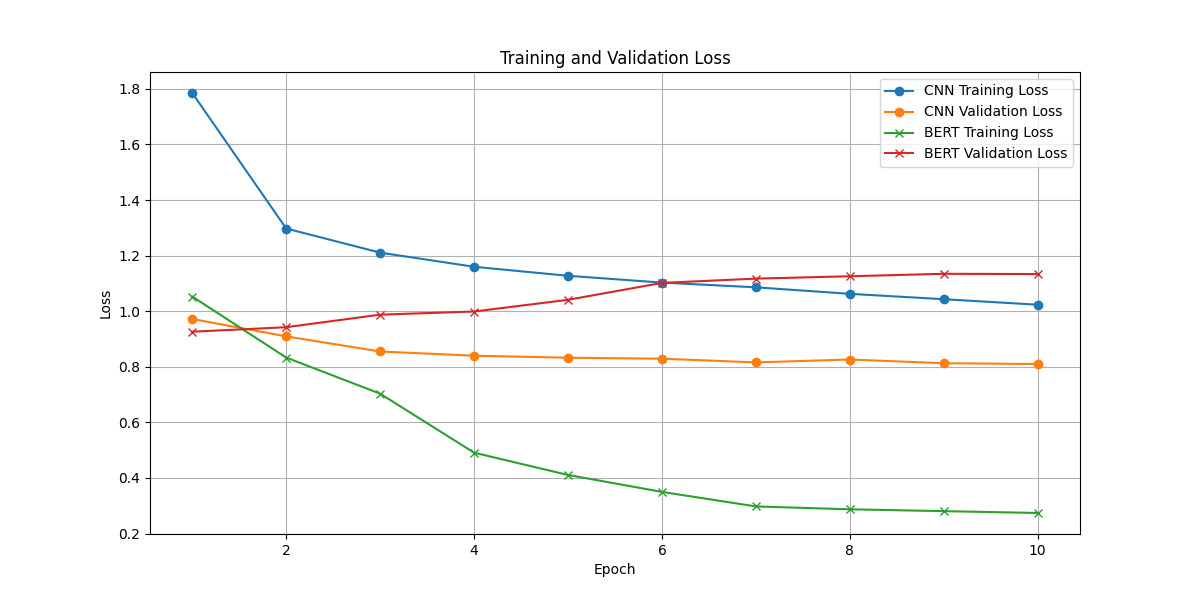 Training and Validation Loss
CNN Training Loss
CNN Validation Loss
BERT Training Loss
BERT Validation Loss
Loss
1.8
1.6
1.4
1.2
1.0
0.8
0.6
0.4
0.2
2 4 6 8 10
Epoch